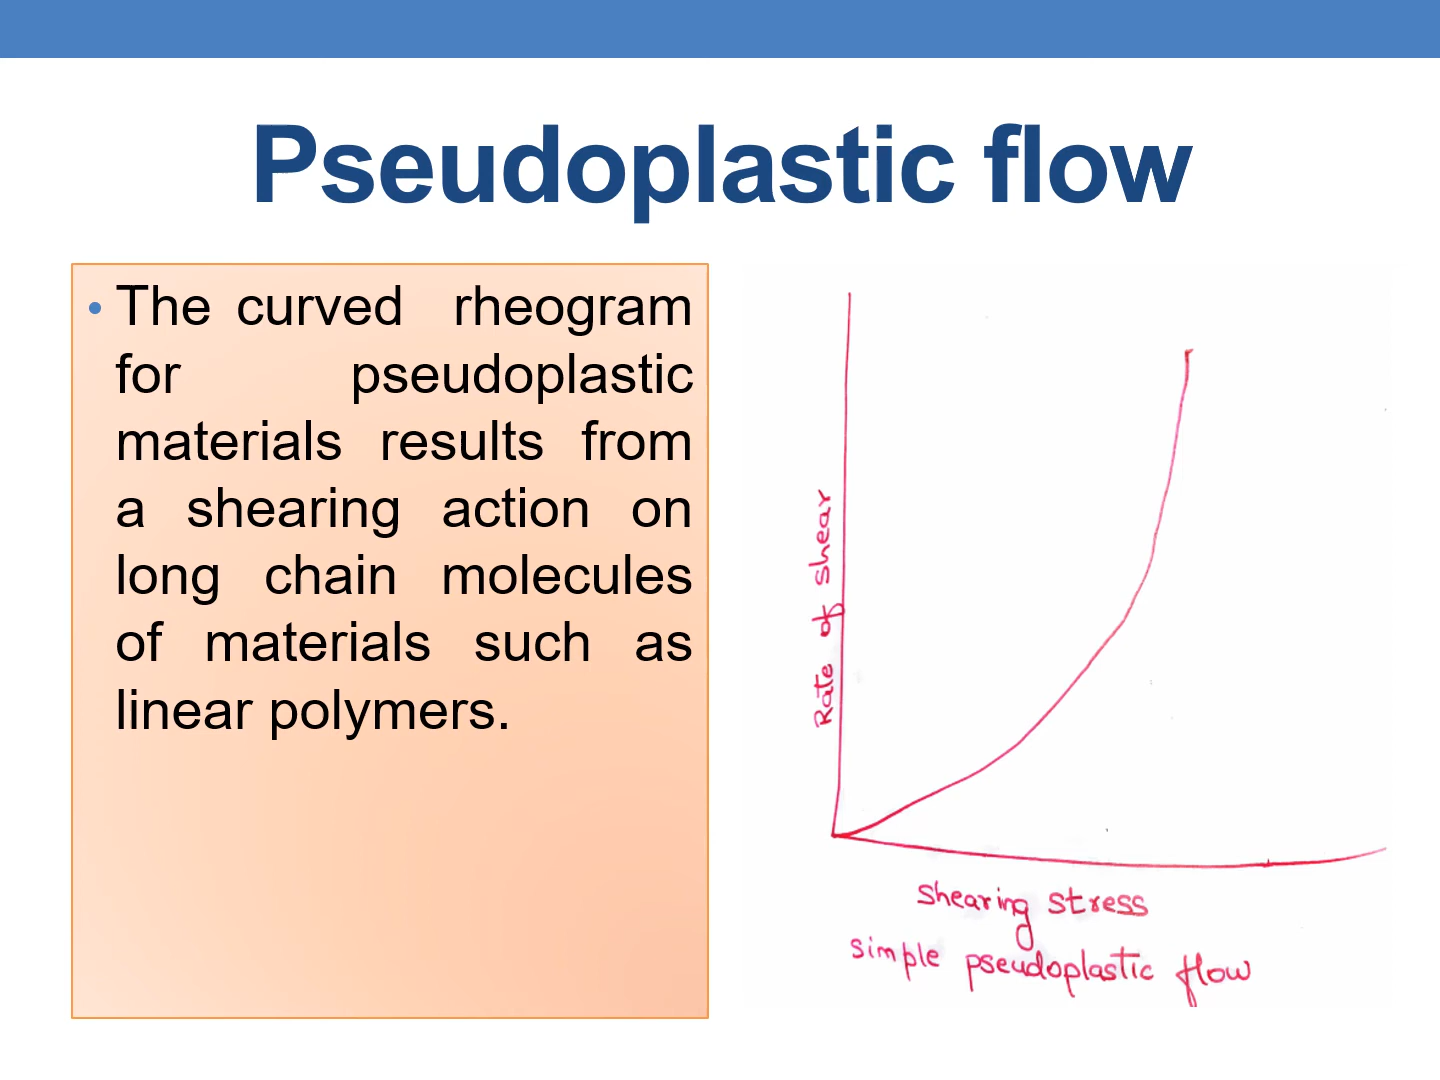 Pseudoplastic flow
• The curved rheogram
for pseudoplastic
materials results from
a shearing action on
long chain molecules
of materials such as
linear polymers.
Rate of shear
Shearing stress
simple pseudoplastic flow